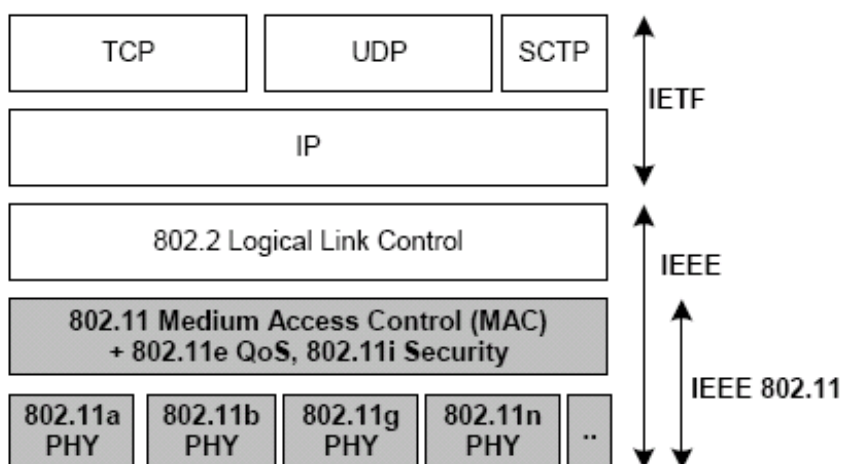 TCP
UDP
SCTP
IETF
IP
802.2 Logical Link Control
IEEE
802.11 Medium Access Control (MAC)
+ 802.11e QoS, 802.11i Security
IEEE 802.11
802.11a
PHY
802.11b
PHY
802.11g
PHY
802.11n
PHY
..